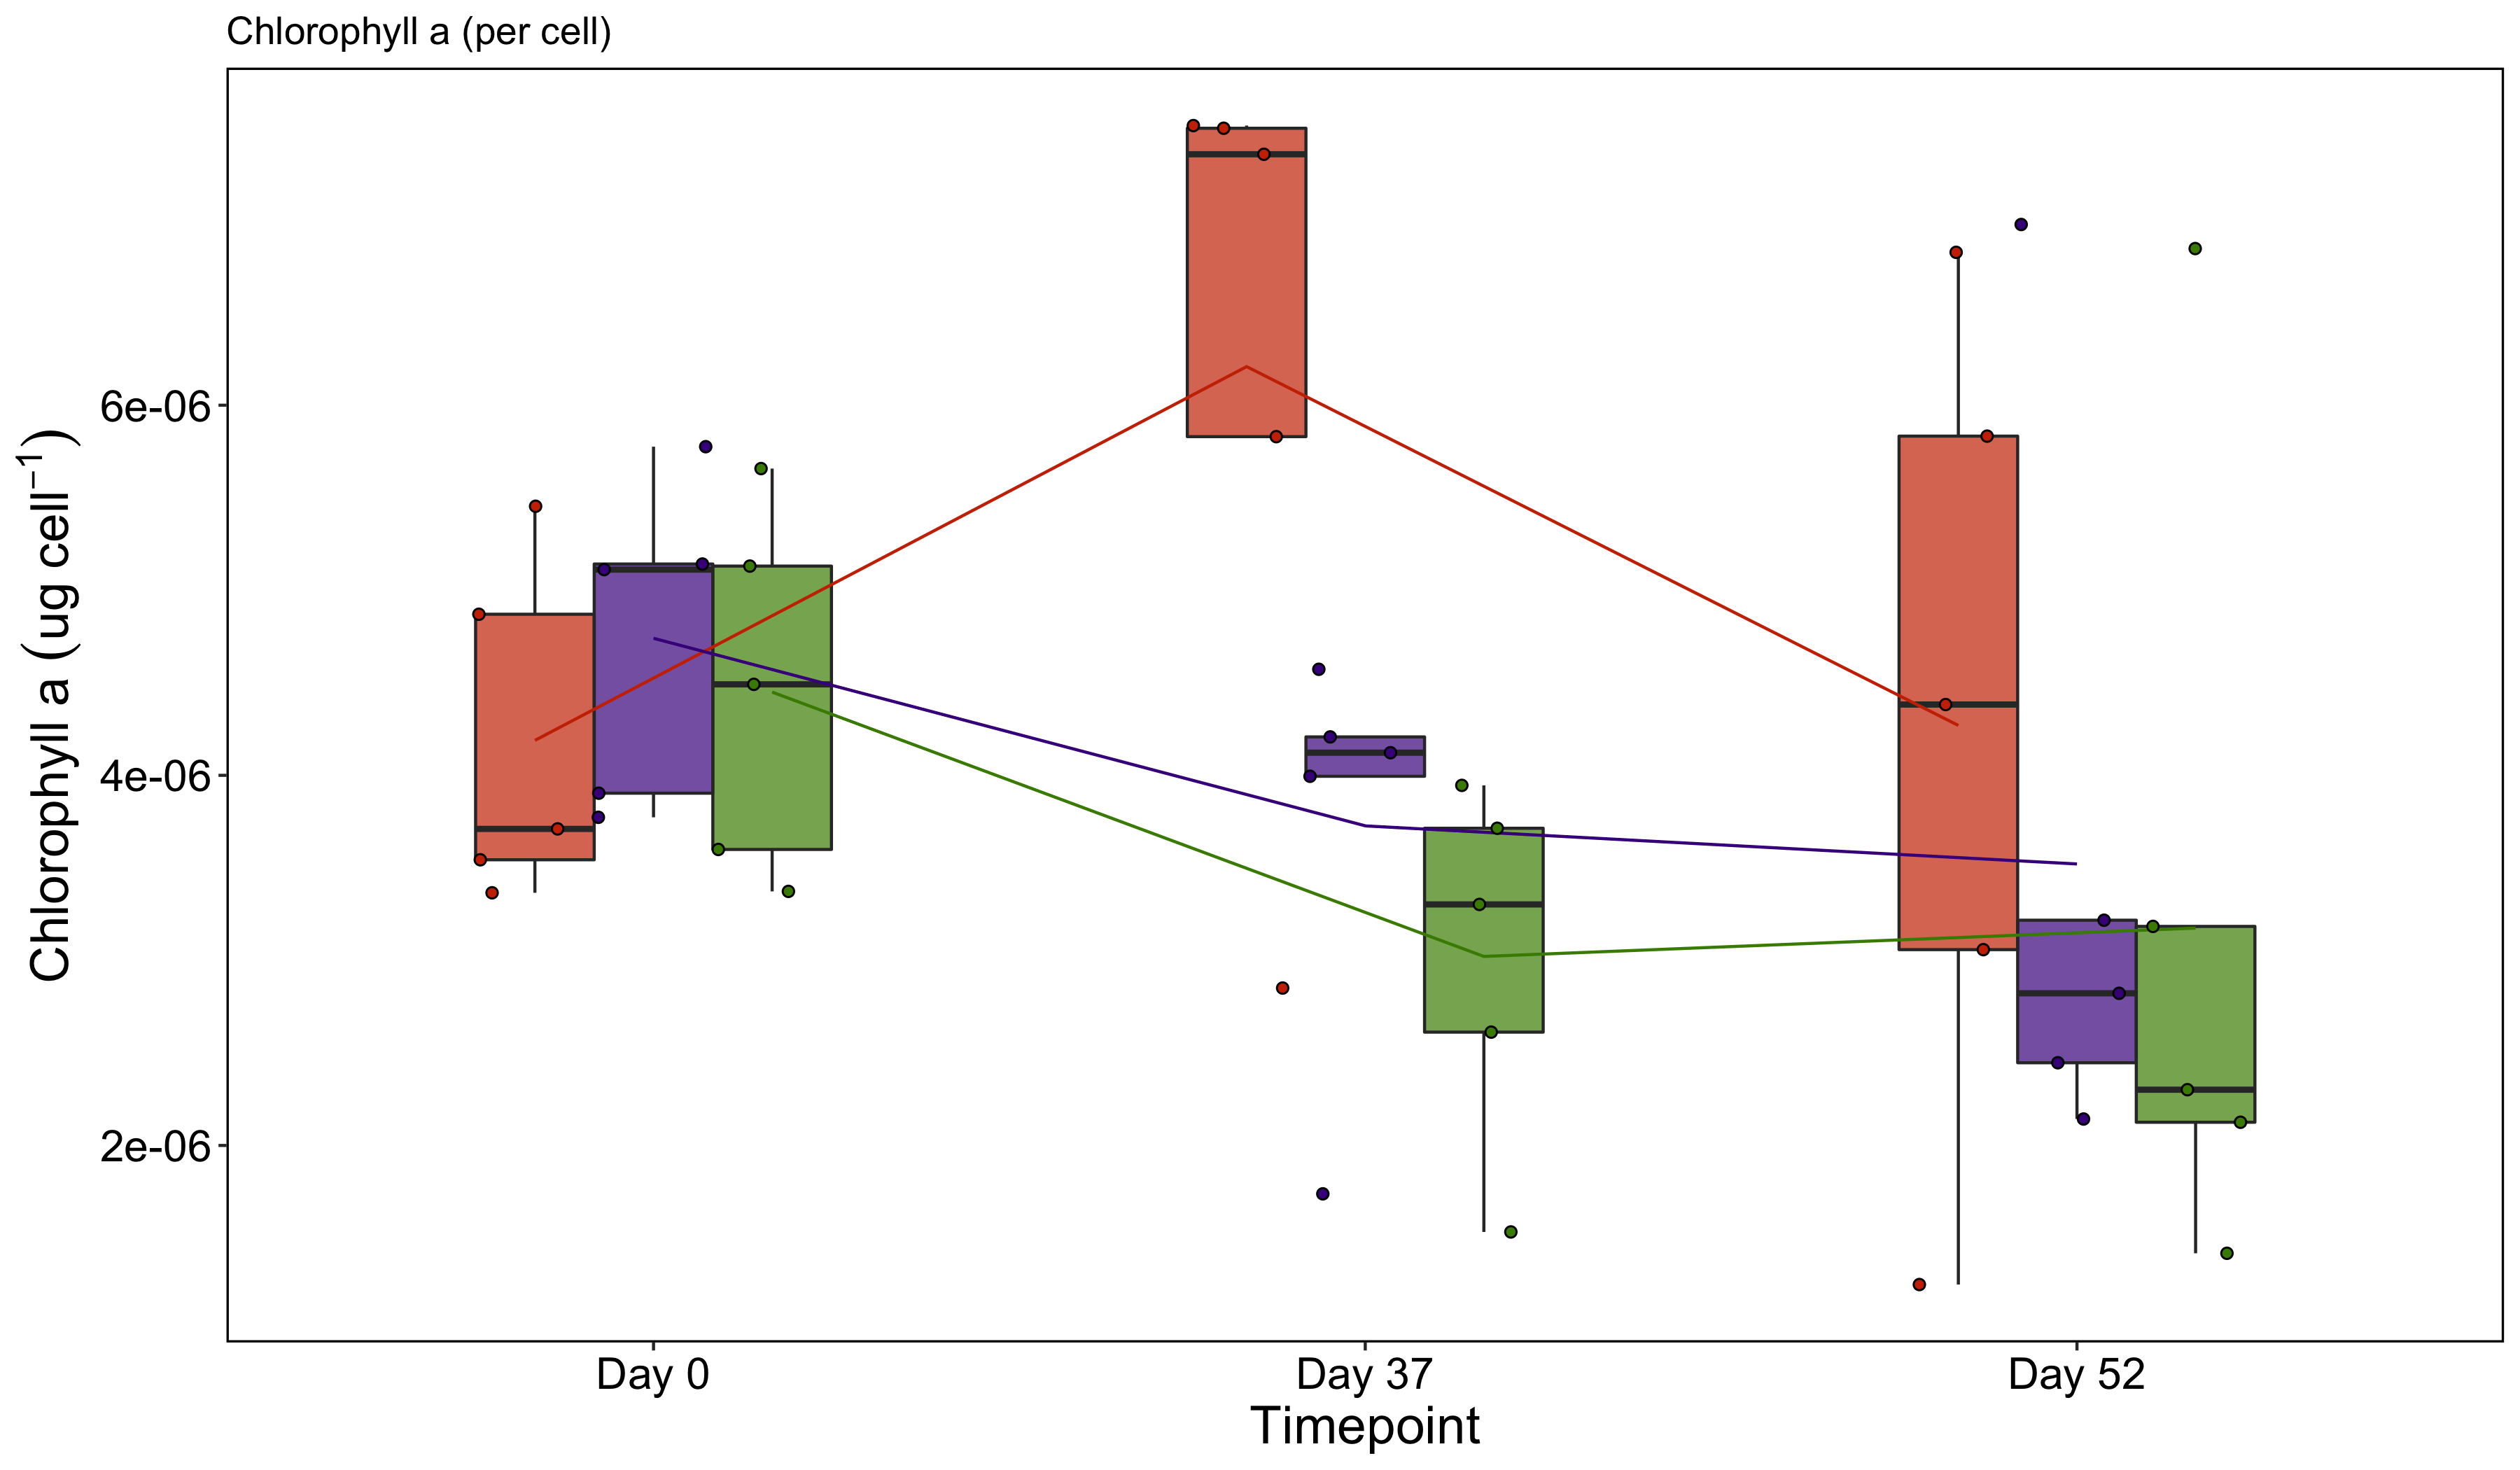 Chlorophyll a (per cell)
Chlorophyll a (ug cell⁻¹)
6e-06
4e-06
2e-06
Day 0
Day 37
Day 52
Timepoint